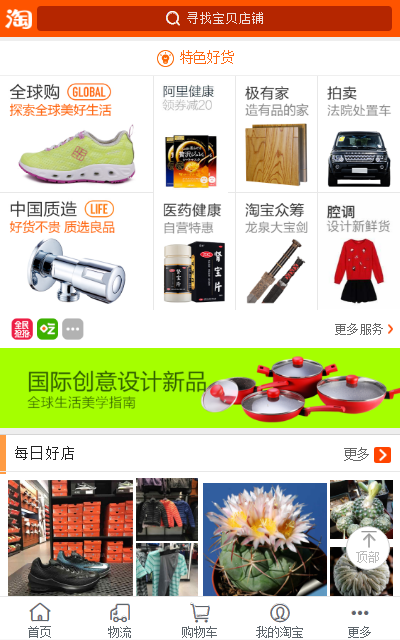 淘
寻找宝贝店铺
特色好货
全球购 GLOBAL
探索全球美好生活
阿里健康
领券减20
极有家
造有品的家
拍卖
法院处置车
中国质造 LIFE
好货不贵 质选良品
医药健康
自营特惠
淘宝众筹
龙泉大宝剑
腔调
设计新鲜货
肾宝片
更多服务
国际创意设计新品
全球生活美学指南
每日好店
更多
顶部
首页
物流
购物车
我的淘宝
更多